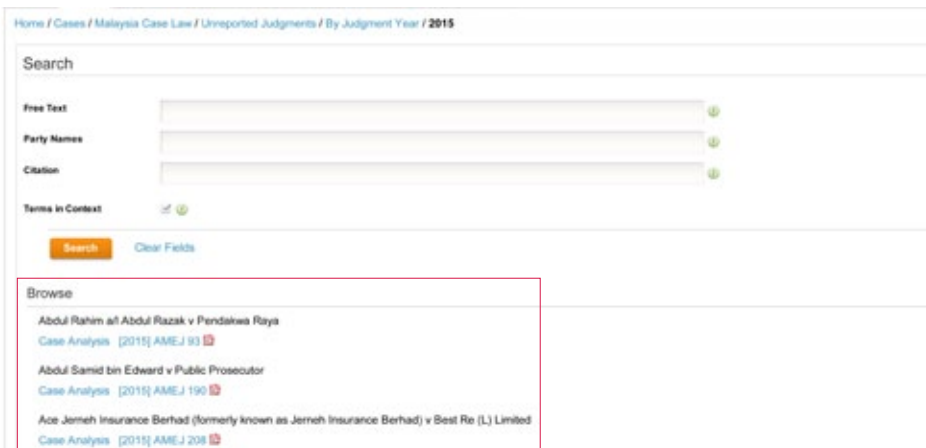 Home / Cases / Malaysia Case Law / Unreported Judgments / By Judgment Year / 2015
Search
Free Text
Party Names
Citation
Terms in Context
Search Clear Fields
Browse
Abdul Rahim a/l Abdul Razak v Pendakwa Raya
Case Analysis [2015] AMEJ 93
Abdul Samid bin Edward v Public Prosecutor
Case Analysis [2015] AMEJ 190
Ace Jerneh Insurance Berhad (formerly known as Jerneh Insurance Berhad) v Best Re (L) Limited
Case Analysis [2015] AMEJ 208